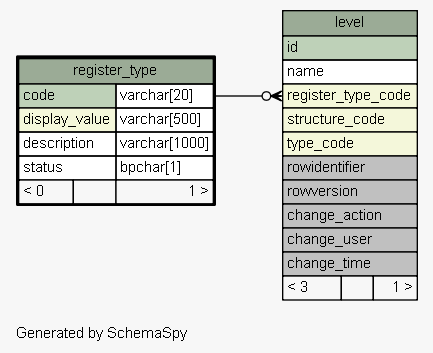 register_type
code varchar[20]
display_value varchar[500]
description varchar[1000]
status bpchar[1]
< 0 1 >
level
id
name
register_type_code
structure_code
type_code
rowidentifier
rowversion
change_action
change_user
change_time
< 3 1 >
Generated by SchemaSpy